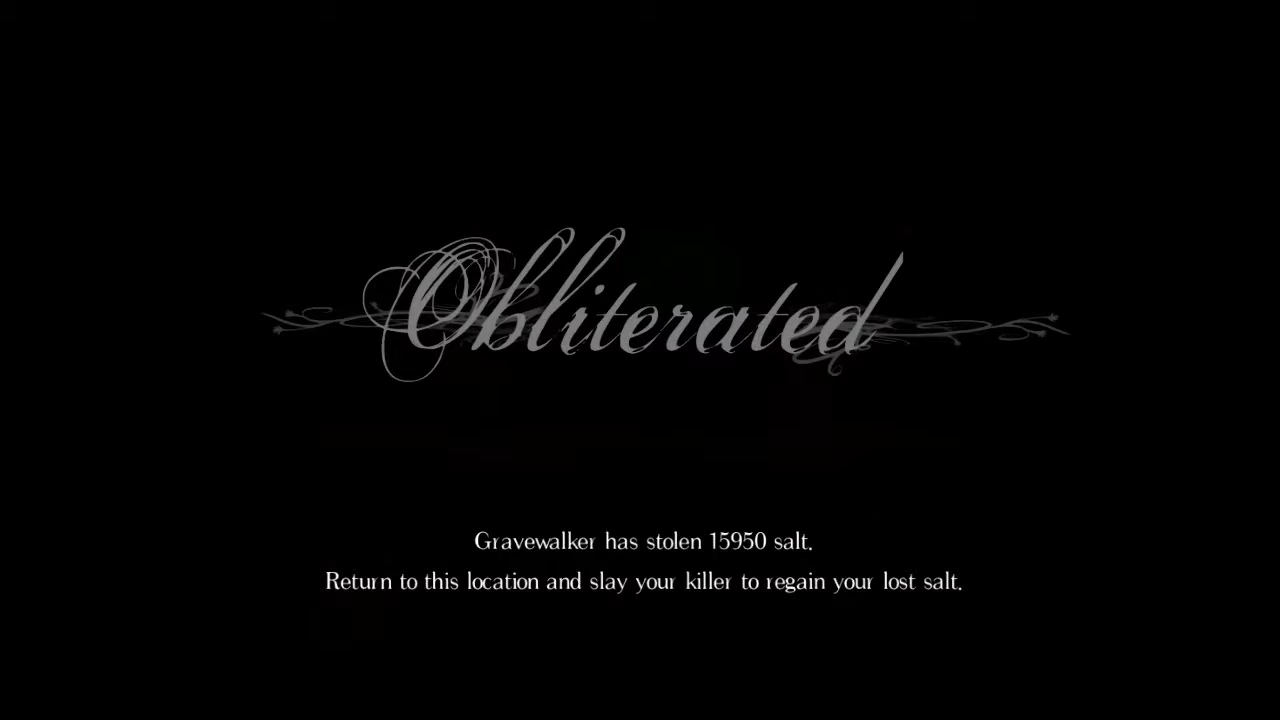 Obliterated
Gravewalker has stolen 15950 salt.
Return to this location and slay your killer to regain your lost salt.